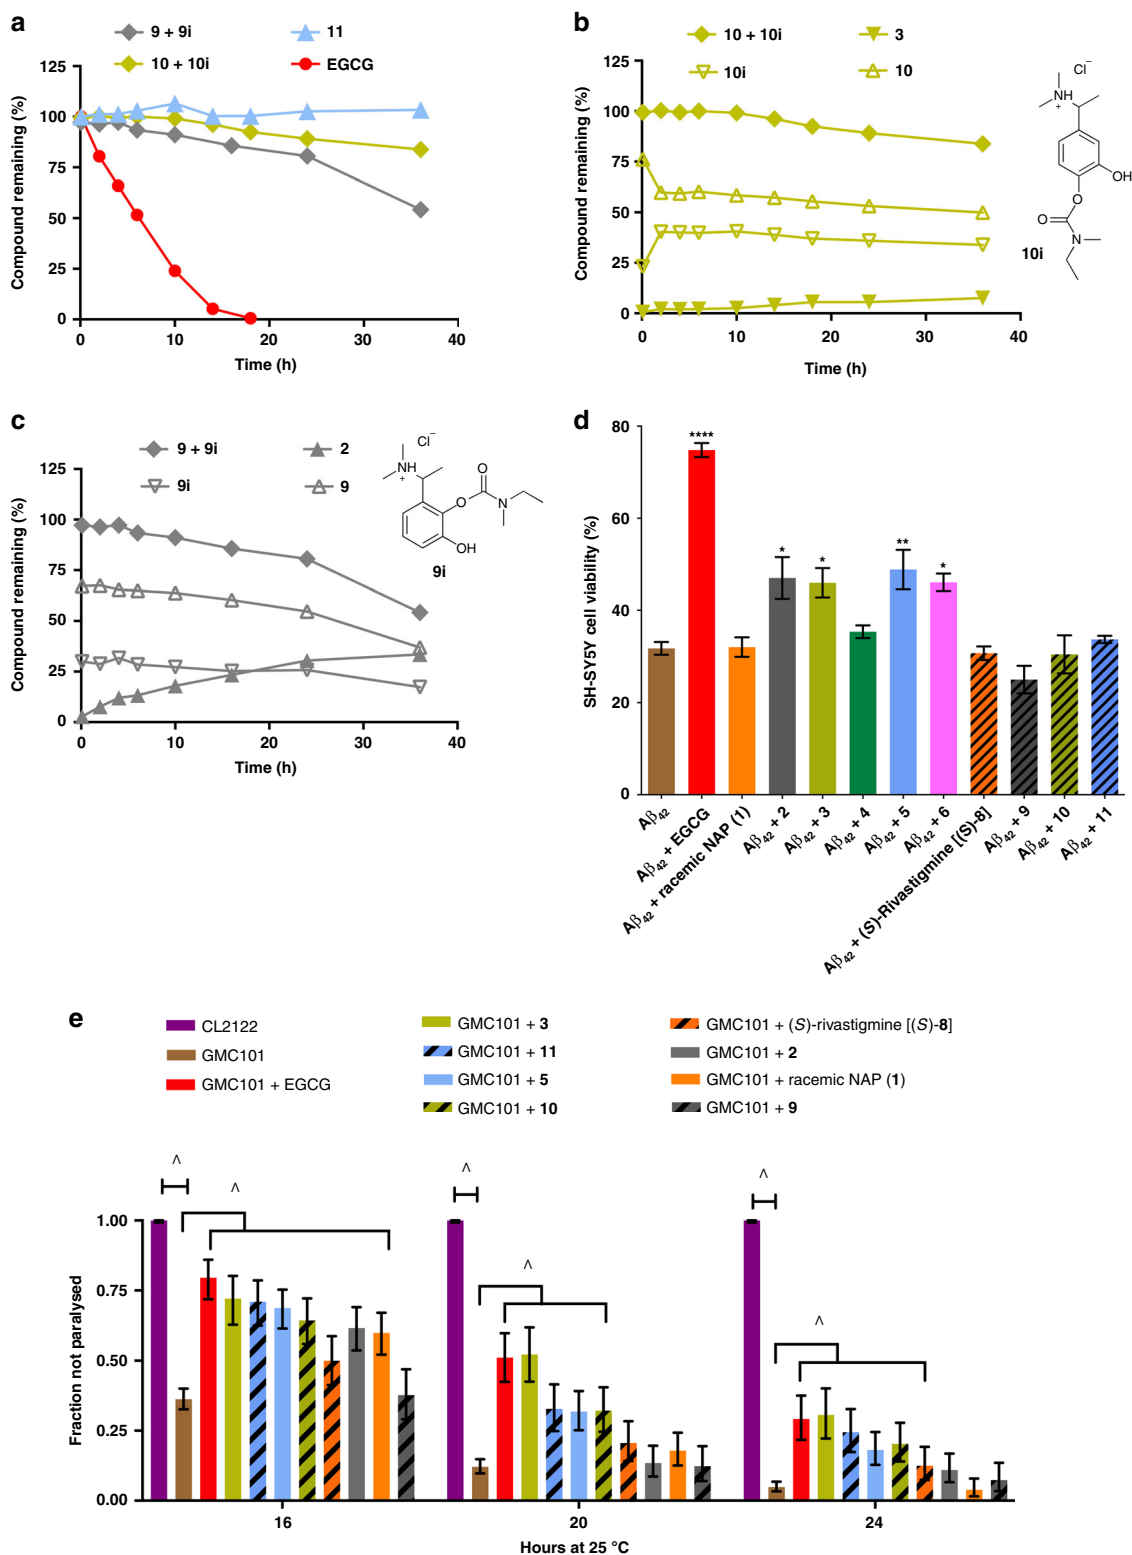 a
9 + 9i
11
10 + 10i
EGCG
125
100
75
50
25
0
0
10
20
30
40
Compound remaining (%)
Time (h)
b
10 + 10i
3
10i
10
125
100
75
50
25
0
0
10
20
30
40
Compound remaining (%)
Time (h)
Cl⁻
NH
+
OH
O
O
N
10i
c
9 + 9i
2
9i
9
125
100
75
50
25
0
0
10
20
30
40
Compound remaining (%)
Time (h)
Cl⁻
NH
+
O
O
N
OH
9i
d
80
60
40
20
0
SH-SY5Y cell viability (%)
****
*
*
**
*
Aβ₄₂
Aβ₄₂ + EGCG
Aβ₄₂ + racemic NAP (1)
Aβ₄₂ + 2
Aβ₄₂ + 3
Aβ₄₂ + 4
Aβ₄₂ + 5
Aβ₄₂ + 6
Aβ₄₂ + (S)-Rivastigmine [(S)-8]
Aβ₄₂ + 9
Aβ₄₂ + 10
Aβ₄₂ + 11
e
CL2122
GMC101
GMC101 + EGCG
GMC101 + 3
GMC101 + 11
GMC101 + 5
GMC101 + 10
GMC101 + (S)-rivastigmine [(S)-8]
GMC101 + 2
GMC101 + racemic NAP (1)
GMC101 + 9
^
^
^
^
^
^
1.00
0.75
0.50
0.25
0.00
Fraction not paralysed
16
20
24
Hours at 25 °C